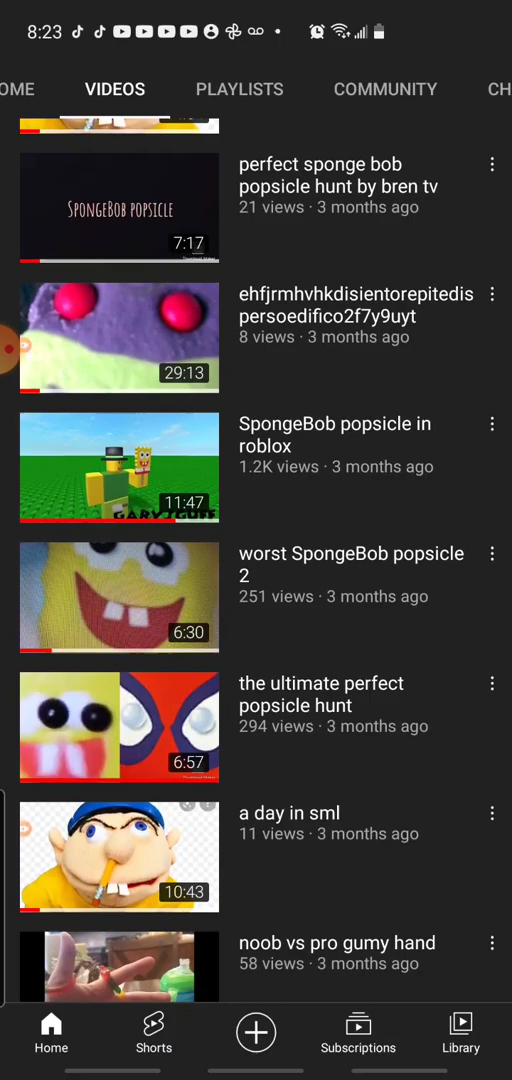 8:23
OME VIDEOS PLAYLISTS COMMUNITY CH
perfect sponge bob
popsicle hunt by bren tv
21 views · 3 months ago
SPONGEBOB POPSICLE
7:17
ehfjrmhvhkdisientorepitedis
persoedifico2f7y9uyt
8 views · 3 months ago
29:13
SpongeBob popsicle in
roblox
1.2K views · 3 months ago
11:47
worst SpongeBob popsicle
2
251 views · 3 months ago
6:30
the ultimate perfect
popsicle hunt
294 views · 3 months ago
6:57
a day in sml
11 views · 3 months ago
10:43
noob vs pro gumy hand
58 views · 3 months ago
Home Shorts Subscriptions Library